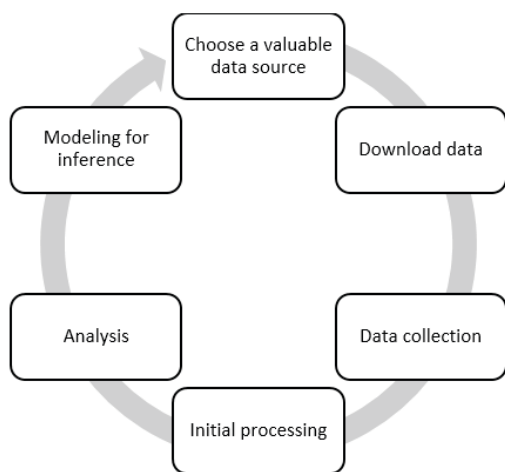 Choose a valuable
data source
Download data
Data collection
Initial processing
Analysis
Modeling for
inference